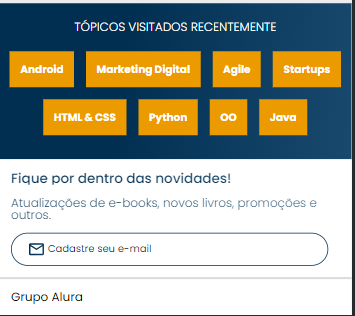 TÓPICOS VISITADOS RECENTEMENTE
Android Marketing Digital Agile Startups
HTML & CSS Python OO Java
Fique por dentro das novidades!
Atualizações de e-books, novos livros, promoções e
outros.
Cadastre seu e-mail
Grupo Alura